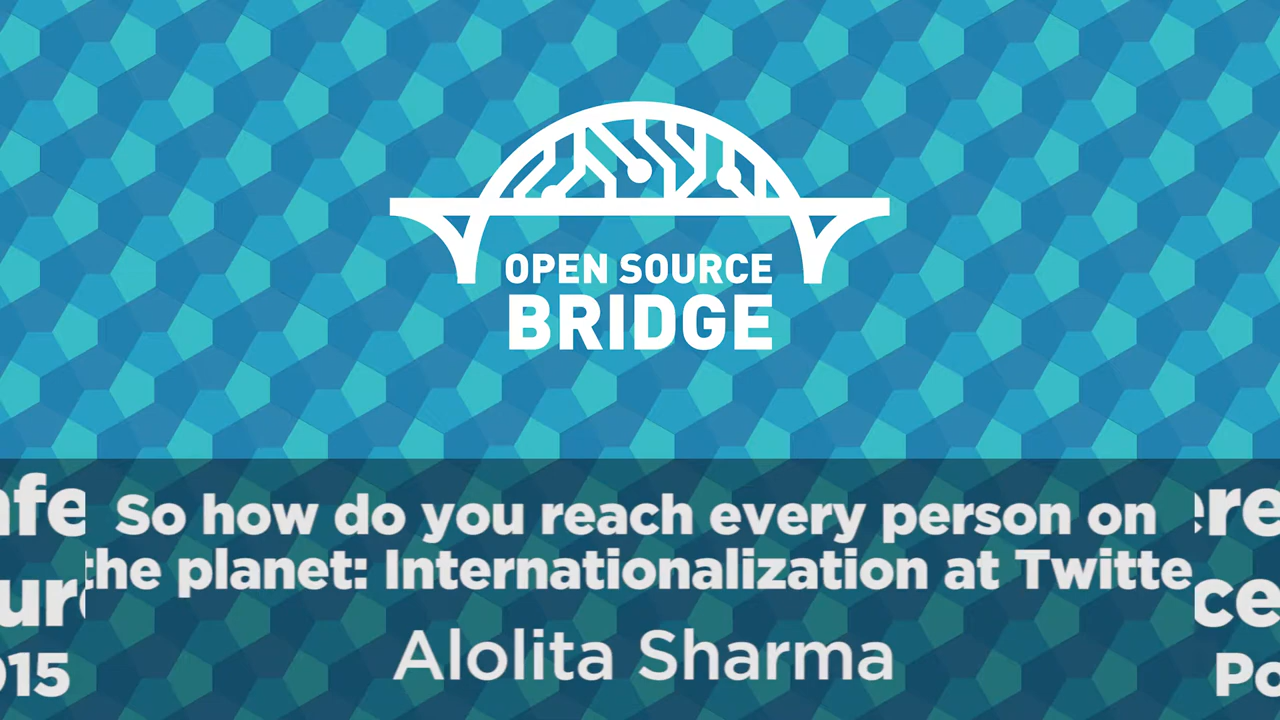 OPEN SOURCE
BRIDGE
So how do you reach every person on
the planet: Internationalization at Twitte
Alolita Sharma